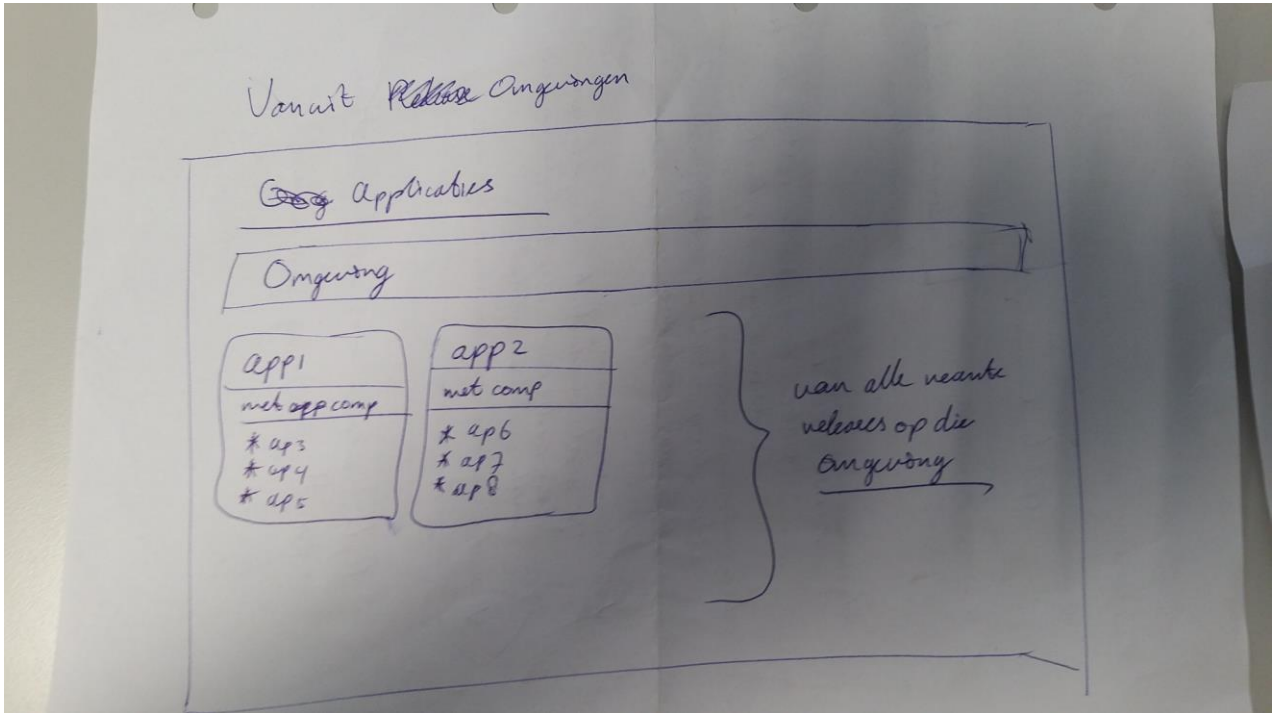 Vanuit Omgevingen
Applicaties
Omgeving
app1
met app comp
* ap3
* ap4
* ap5
app2
met comp
* ap6
* ap7
* ap8
van alle recente
releases op die
omgeving